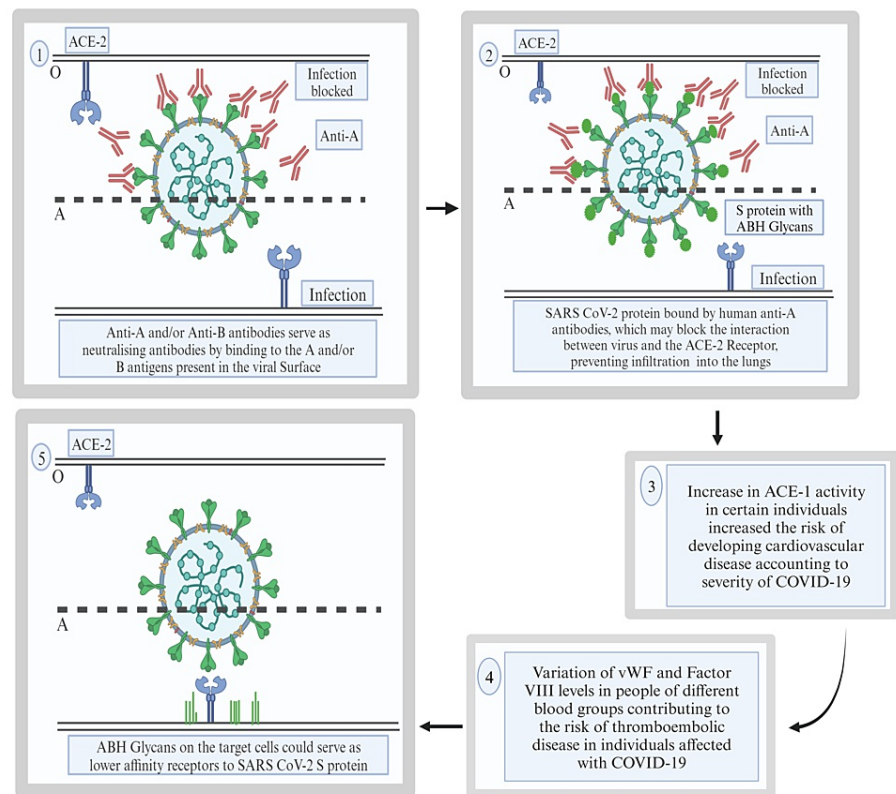 1
ACE-2
O
Infection
blocked
Anti-A
A
Infection
Anti-A and/or Anti-B antibodies serve as
neutralising antibodies by binding to the A and/or
B antigens present in the viral Surface
2
ACE-2
O
Infection
blocked
Anti-A
A
S protein with
ABH Glycans
Infection
SARS CoV-2 protein bound by human anti-A
antibodies, which may block the interaction
between virus and the ACE-2 Receptor,
preventing infiltration into the lungs
3
Increase in ACE-1 activity
in certain individuals
increased the risk of
developing cardiovascular
disease accounting to
severity of COVID-19
4
Variation of vWF and Factor
VIII levels in people of different
blood groups contributing to
the risk of thromboembolic
disease in individuals affected
with COVID-19
5
ACE-2
O
A
ABH Glycans on the target cells could serve as
lower affinity receptors to SARS CoV-2 S protein